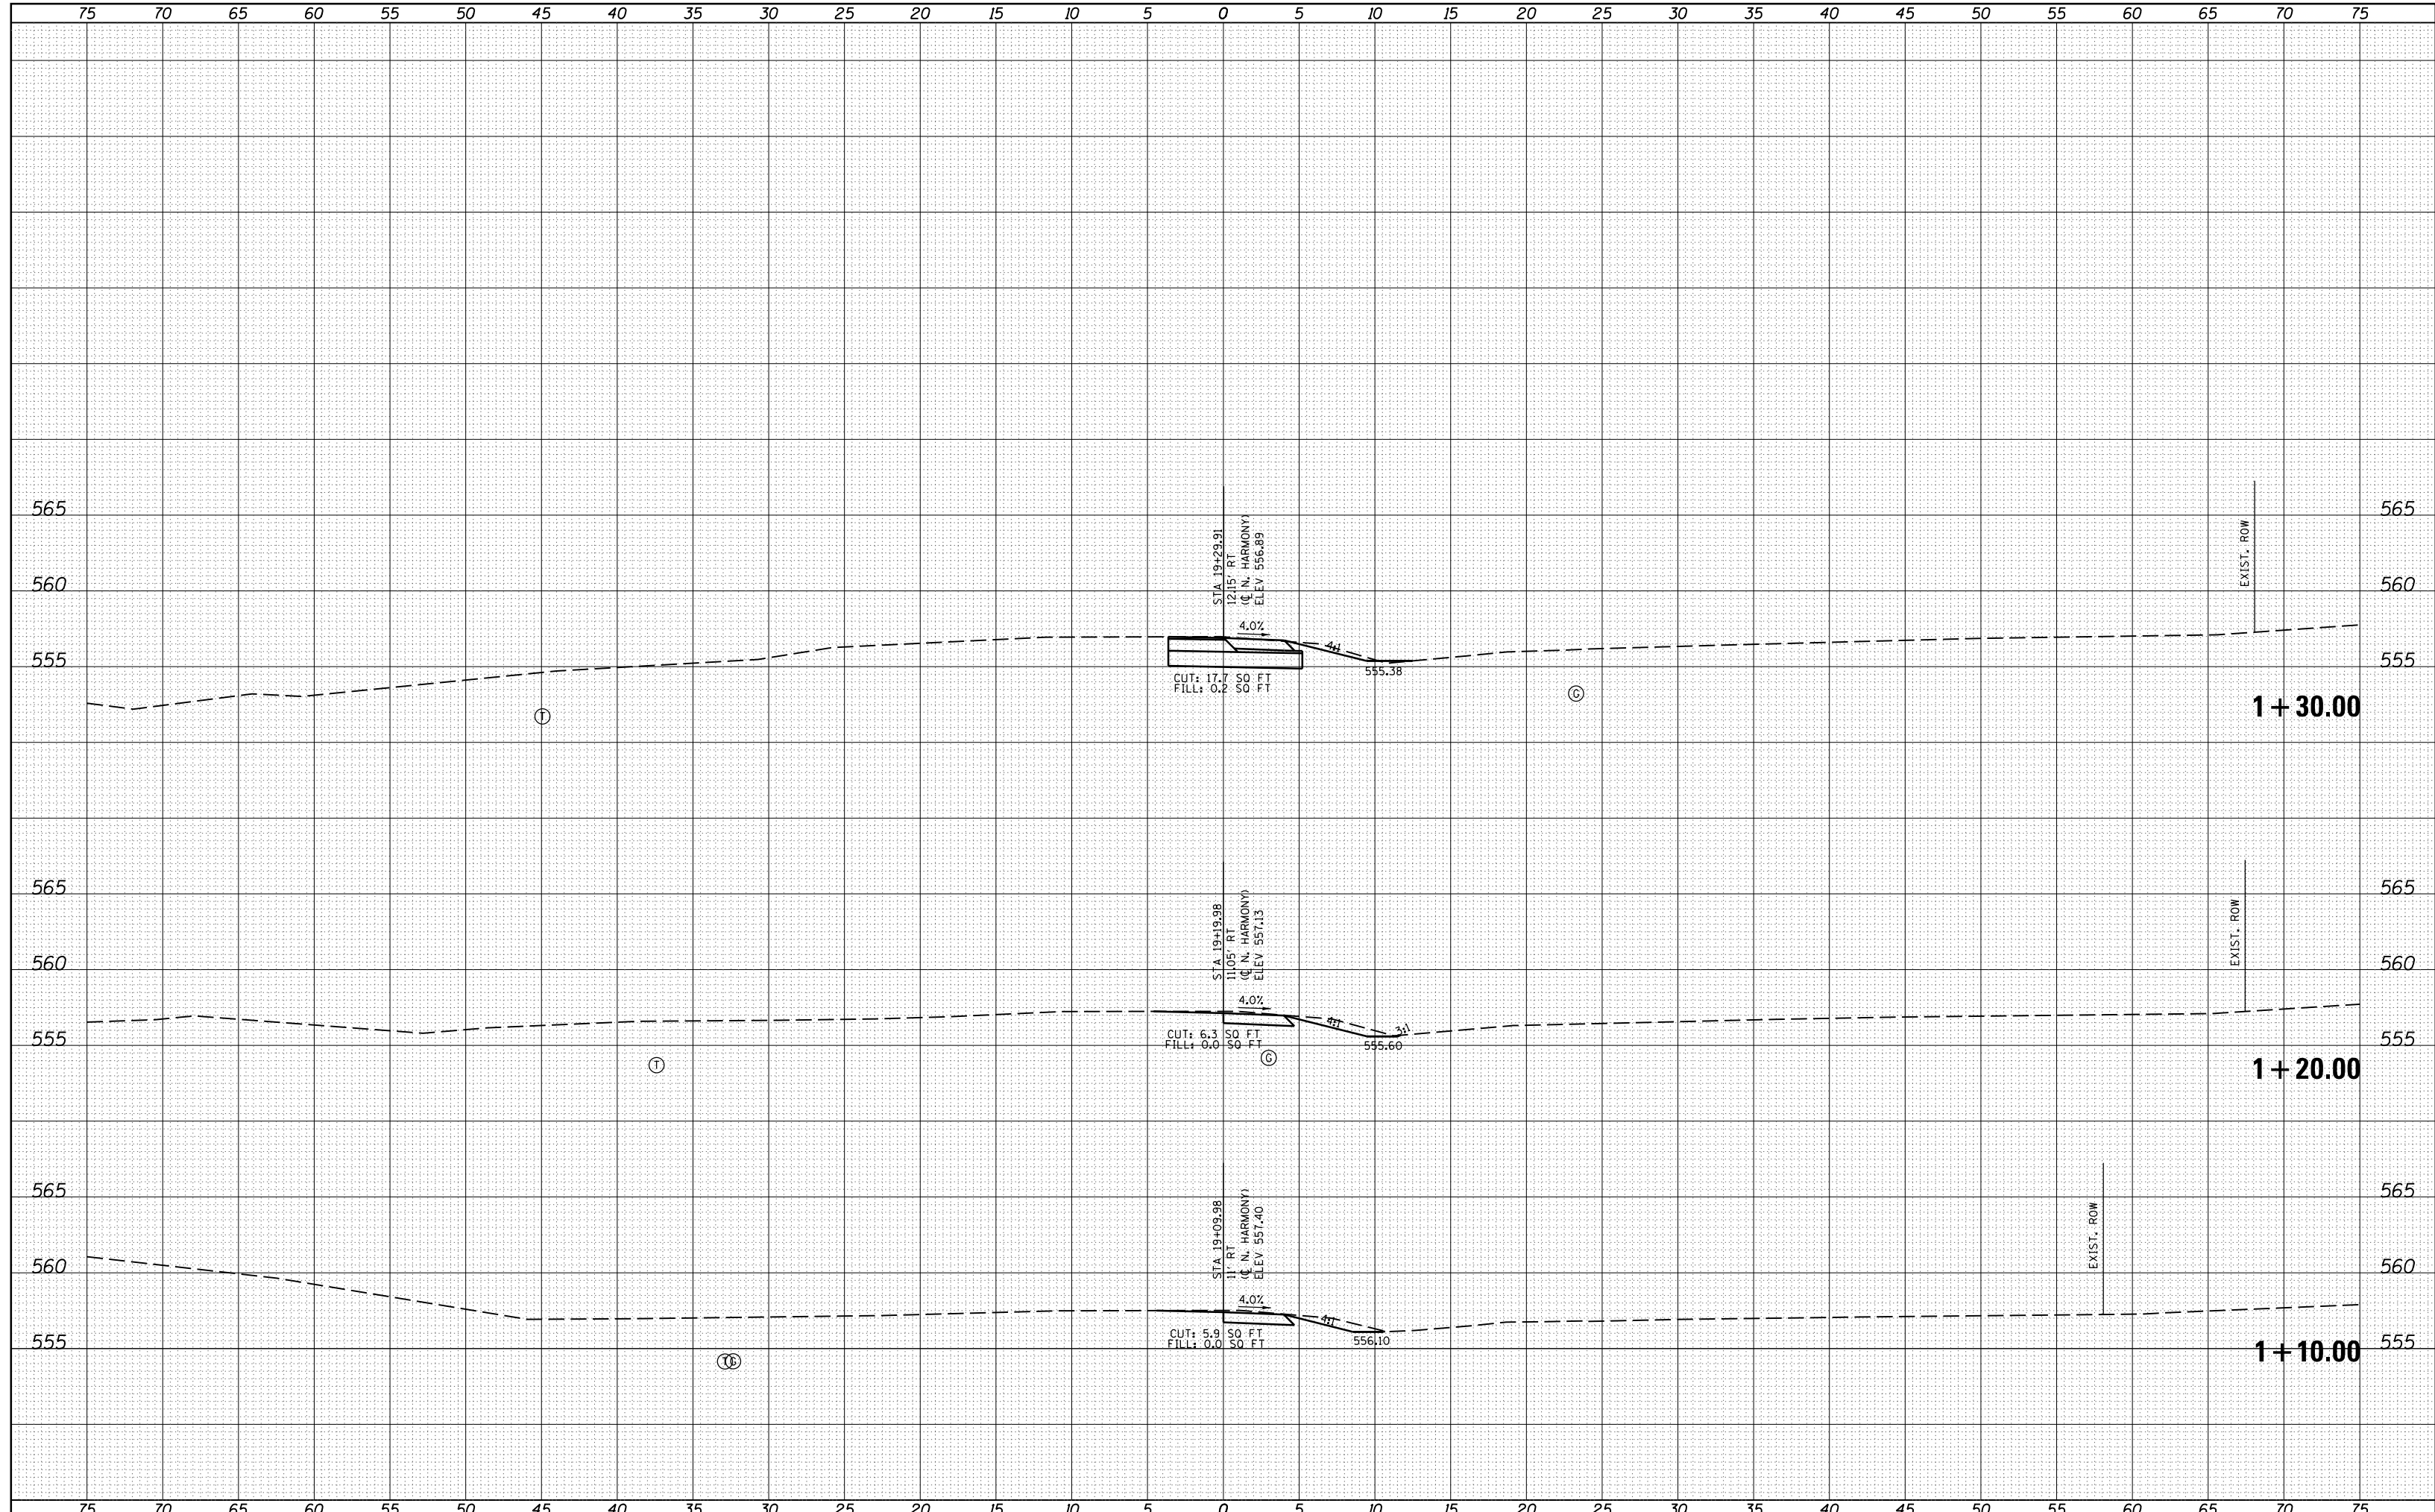 75 70 65 60 55 50 45 40 35 30 25 20 15 10 5 0 5 10 15 20 25 30 35 40 45 50 55 60 65 70 75
565 565
STA 19+29.91
12.15' RT
(℄ N. HARMONY)
ELEV 556.89
EXIST. ROW
560 560
4.0%
4:1
555 555
555.38
CUT: 17.7 SQ FT
FILL: 0.2 SQ FT
G
T
1+30.00
565 565
STA 19+19.98
11.05' RT
(℄ N. HARMONY)
ELEV 557.13
EXIST. ROW
560 560
4.0%
4:1
3:1
555 555
555.60
CUT: 6.3 SQ FT
FILL: 0.0 SQ FT
G
T
1+20.00
565 565
STA 19+09.98
11' RT
(℄ N. HARMONY)
ELEV 557.40
EXIST. ROW
560 560
4.0%
4:1
556.10
CUT: 5.9 SQ FT
FILL: 0.0 SQ FT
555 555
T G
1+10.00
75 70 65 60 55 50 45 40 35 30 25 20 15 10 5 0 5 10 15 20 25 30 35 40 45 50 55 60 65 70 75